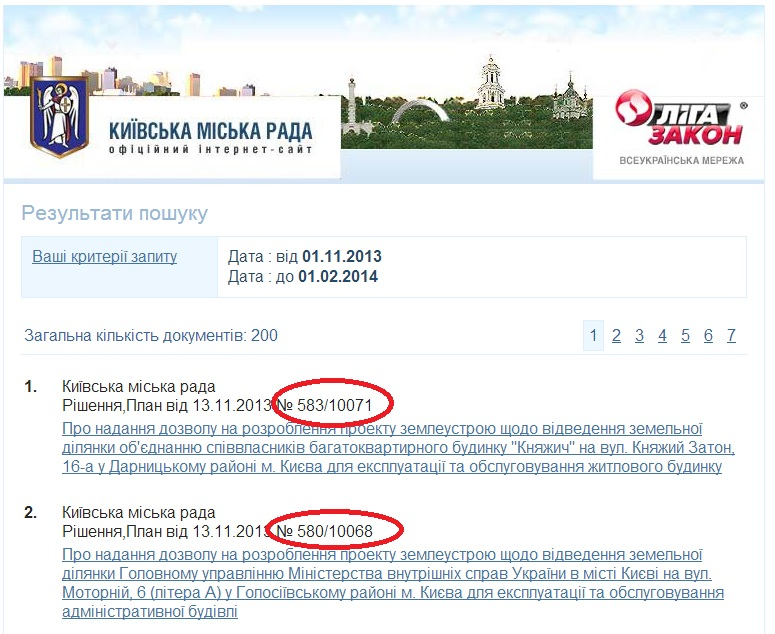 КИЇВСЬКА МІСЬКА РАДА
офіційний інтернет-сайт
ЛІГА ®
ЗАКОН
ВСЕУКРАЇНСЬКА МЕРЕЖА
Результати пошуку
Ваші критерії запиту
Дата : від 01.11.2013
Дата : до 01.02.2014
Загальна кількість документів: 200
1 2 3 4 5 6 7
1. Київська міська рада
Рішення,План від 13.11.2013 № 583/10071
Про надання дозволу на розроблення проекту землеустрою щодо відведення земельної
ділянки об'єднанню співвласників багатоквартирного будинку "Княжич" на вул. Княжий Затон,
16-а у Дарницькому районі м. Києва для експлуатації та обслуговування житлового будинку
2. Київська міська рада
Рішення,План від 13.11.2013 № 580/10068
Про надання дозволу на розроблення проекту землеустрою щодо відведення земельної
ділянки Головному управлінню Міністерства внутрішніх справ України в місті Києві на вул.
Моторній, 6 (літера А) у Голосіївському районі м. Києва для експлуатації та обслуговування
адміністративної будівлі